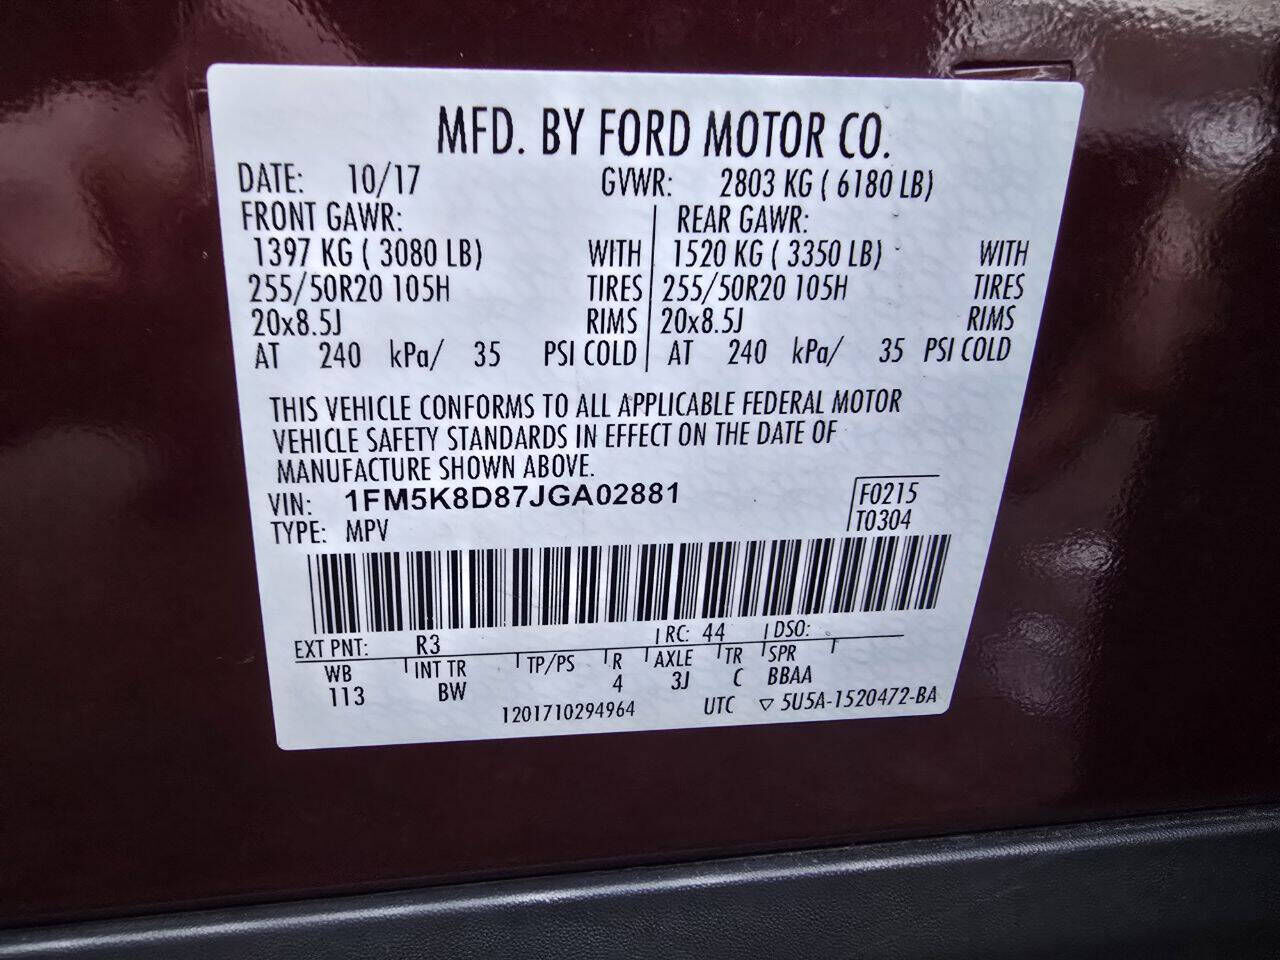 MFD. BY FORD MOTOR CO.
DATE: 10/17 GVWR: 2803 KG ( 6180 LB)
FRONT GAWR: REAR GAWR:
1397 KG ( 3080 LB) WITH 1520 KG ( 3350 LB) WITH
255/50R20 105H TIRES 255/50R20 105H TIRES
20x8.5J RIMS 20x8.5J RIMS
AT 240 kPa/ 35 PSI COLD AT 240 kPa/ 35 PSI COLD
THIS VEHICLE CONFORMS TO ALL APPLICABLE FEDERAL MOTOR
VEHICLE SAFETY STANDARDS IN EFFECT ON THE DATE OF
MANUFACTURE SHOWN ABOVE.
VIN: 1FM5K8D87JGA02881 F0215
TYPE: MPV T0304
EXT PNT: R3 RC: 44 DSO:
WB INT TR TP/PS R AXLE TR SPR
113 BW 4 3J C BBAA
1201710294964 UTC ▽ 5U5A-1520472-BA